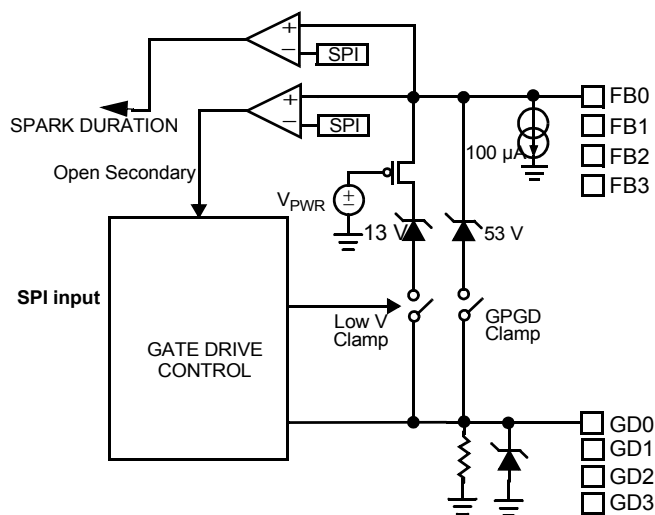 +
−
SPI
+
−
SPI
SPARK DURATION
Open Secondary
FB0
FB1
FB2
FB3
100 µA
VPWR
+
−
13 V
53 V
SPI input
Low V
Clamp
GPGD
Clamp
GATE DRIVE
CONTROL
GD0
GD1
GD2
GD3